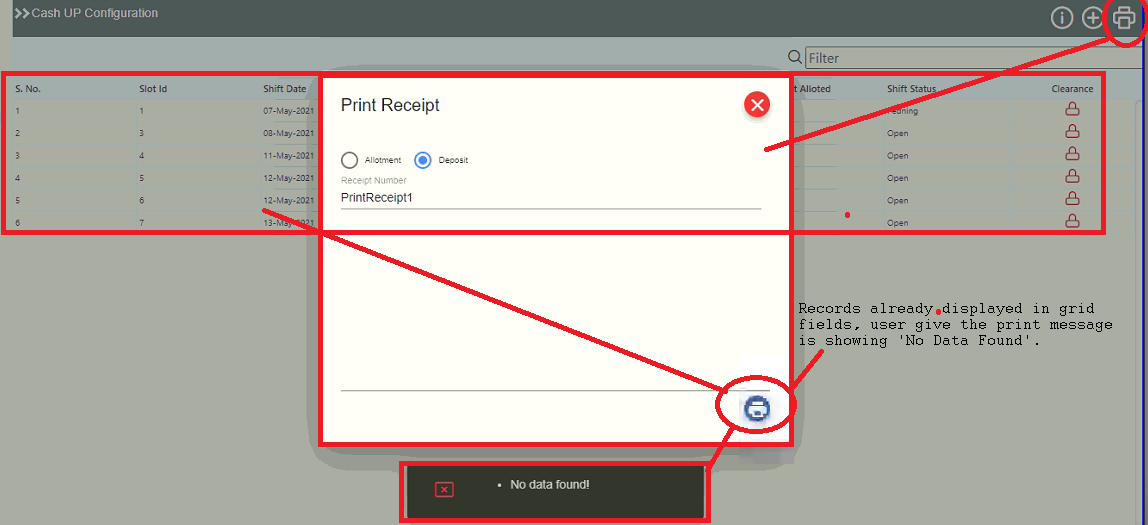 Cash UP Configuration
Filter
S. No. Slot Id Shift Date Alloted Shift Status Clearance
1 1 07-May-2021
2 3 08-May-2021 Open
3 4 11-May-2021 Open
4 5 12-May-2021 Open
5 6 12-May-2021 Open
6 7 13-May-2021 Open
Print Receipt
Allotment Deposit
Receipt Number
PrintReceipt1
Records already displayed in grid
fields, user give the print message
is showing 'No Data Found'.
• No data found!